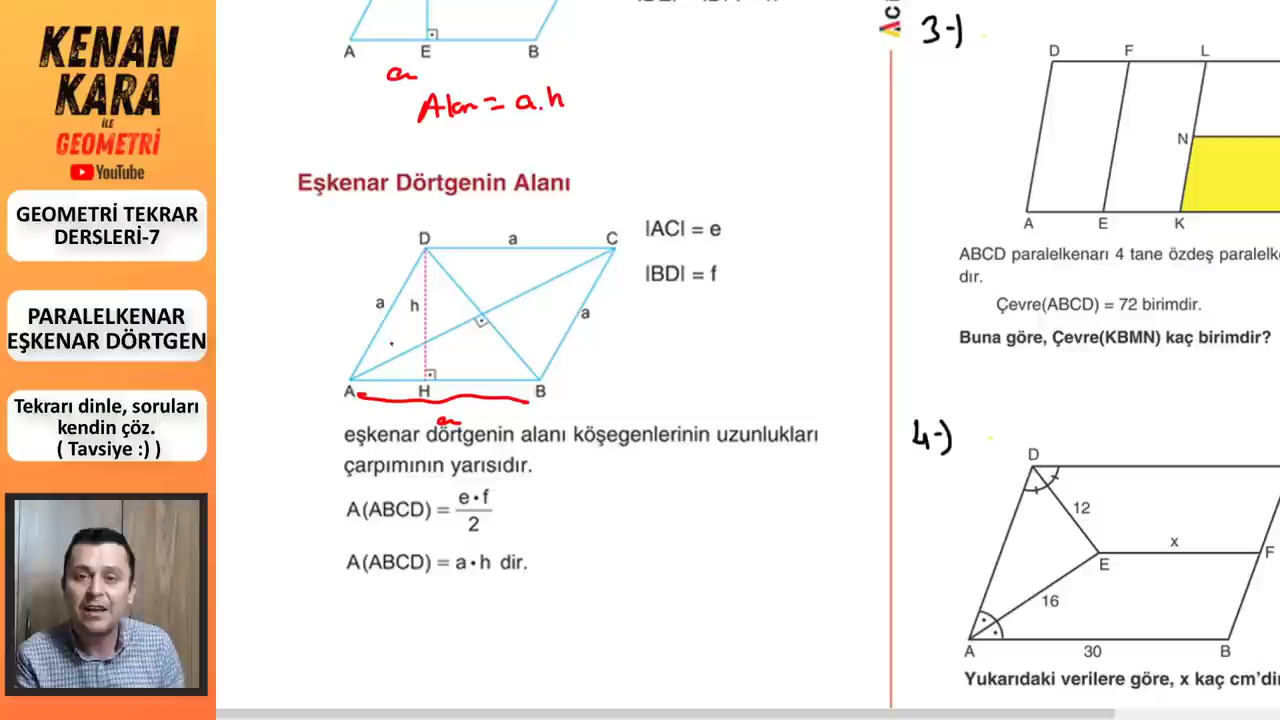 KENAN
KARA
İLE
GEOMETRİ
YouTube
GEOMETRİ TEKRAR
DERSLERİ-7
PARALELKENAR
EŞKENAR DÖRTGEN
Tekrarı dinle, soruları
kendin çöz.
( Tavsiye :) )
A E B
a
Alan = a.h
Eşkenar Dörtgenin Alanı
D a C
|AC| = e
|BD| = f
a h a
A H B
a
eşkenar dörtgenin alanı köşegenlerinin uzunlukları
çarpımının yarısıdır.
A(ABCD) = e•f
2
A(ABCD) = a•h dir.
3-)
D F L
N
A E K
ABCD paralelkenarı 4 tane özdeş
dır.
Çevre(ABCD) = 72 birimdir.
Buna göre, Çevre(KBMN) kaç birimdir?
4-)
D
12
x
E F
16
A 30 B
Yukarıdaki verilere göre, x kaç